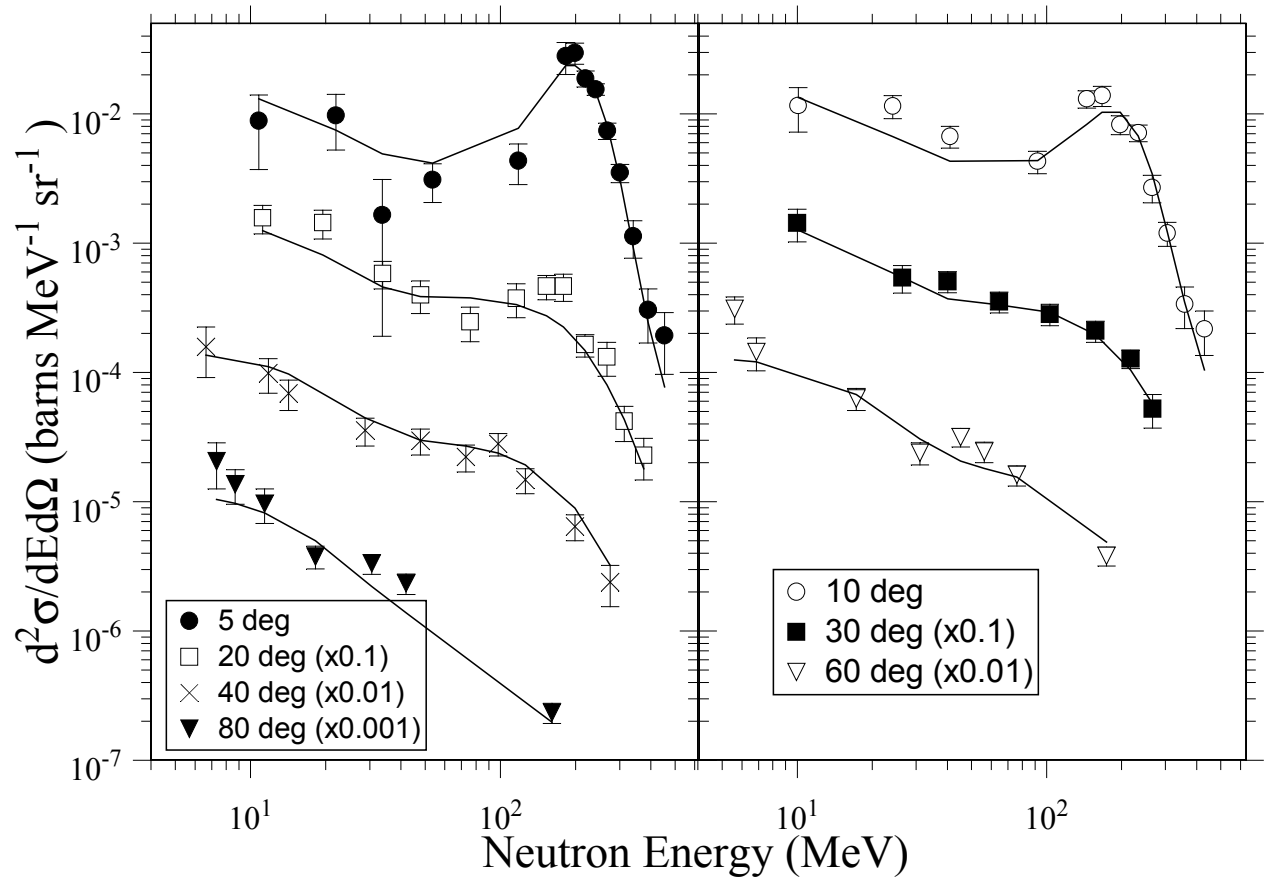 d²σ/dEdΩ (barns MeV⁻¹ sr⁻¹)
10⁻²
10⁻³
10⁻⁴
10⁻⁵
10⁻⁶
10⁻⁷
5 deg
20 deg (x0.1)
40 deg (x0.01)
80 deg (x0.001)
10 deg
30 deg (x0.1)
60 deg (x0.01)
10¹ 10² 10¹ 10²
Neutron Energy (MeV)